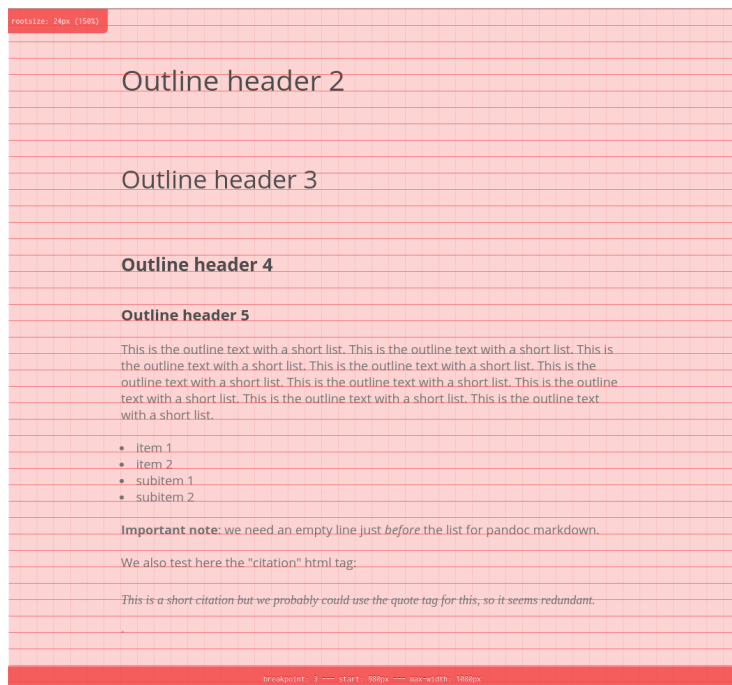 rootsize: 24px (150%)
Outline header 2
Outline header 3
Outline header 4
Outline header 5
This is the outline text with a short list. This is the outline text with a short list. This is
the outline text with a short list. This is the outline text with a short list. This is the
outline text with a short list. This is the outline text with a short list. This is the outline
text with a short list. This is the outline text with a short list. This is the outline text
with a short list.
• item 1
• item 2
• subitem 1
• subitem 2
Important note: we need an empty line just before the list for pandoc markdown.
We also test here the "citation" html tag:
This is a short citation but we probably could use the quote tag for this, so it seems redundant.
.
breakpoint: 3 ~~~ start: 980px ~~~ max-width: 1080px